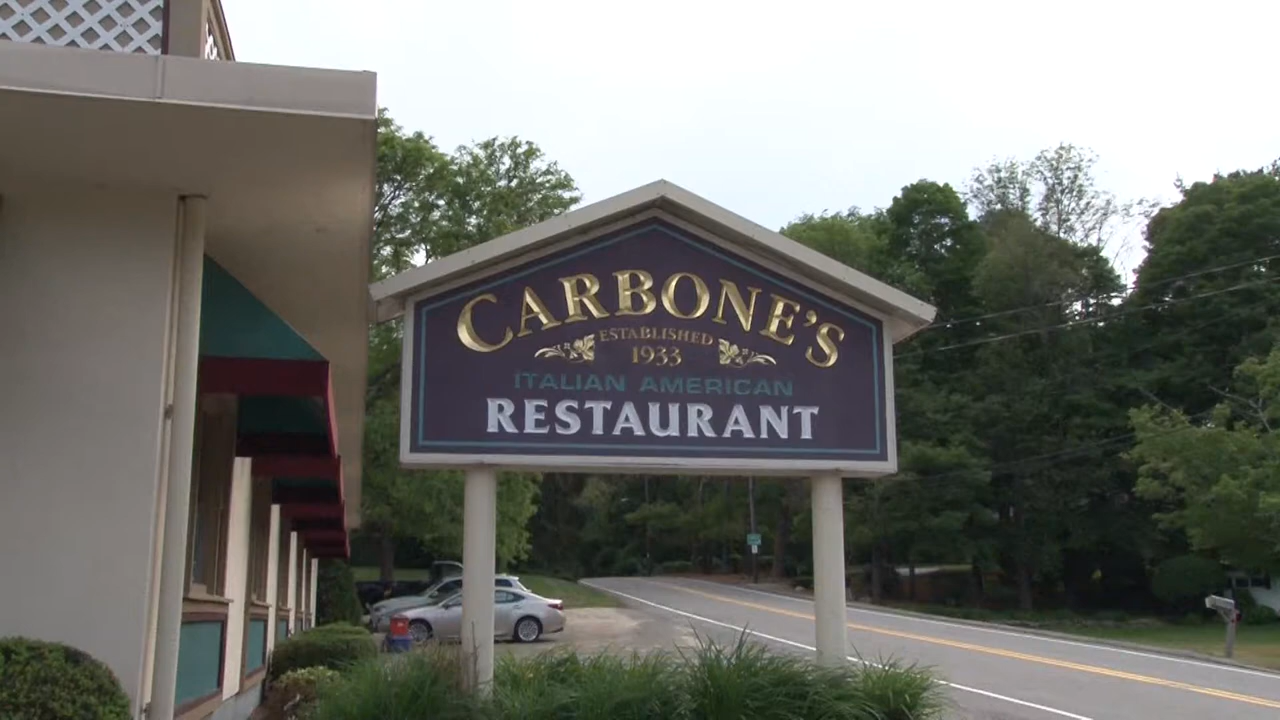 CARBONE'S
ESTABLISHED
1933
ITALIAN AMERICAN
RESTAURANT